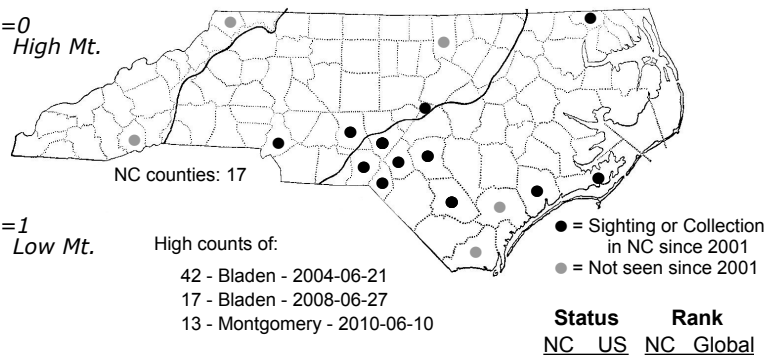 =0
High Mt.
NC counties: 17
=1
Low Mt.
High counts of:
42 - Bladen - 2004-06-21
17 - Bladen - 2008-06-27
13 - Montgomery - 2010-06-10
= Sighting or Collection
in NC since 2001
= Not seen since 2001
Status Rank
NC US NC Global